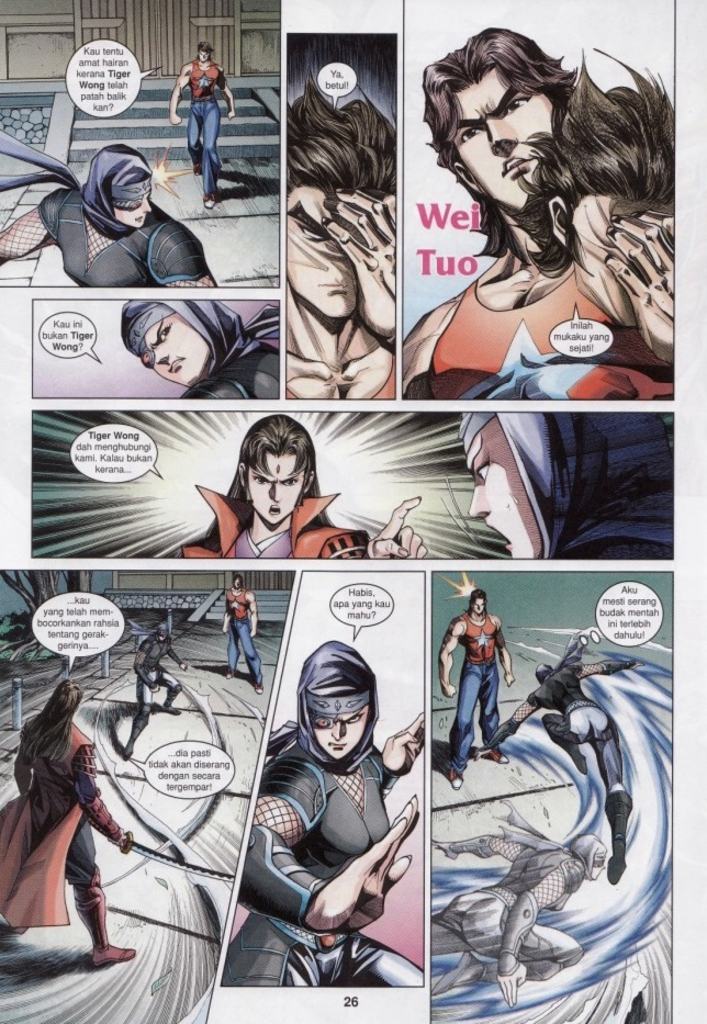 Kau tentu
amat hairan
kerana Tiger
Wong telah
patah balik
kan?
Ya,
betul!
Wei
Tuo
Inilah
mukaku yang
sejati!
Kau ini
bukan Tiger
Wong?
Tiger Wong
dah menghubungi
kami. Kalau bukan
kerana...
...kau
yang telah mem-
bocorkankan rahsia
tentang gerak-
gerinya....
...dia pasti
tidak akan diserang
dengan secara
tergempar!
Habis,
apa yang kau
mahu?
Aku
mesti serang
budak mentah
ini terlebih
dahulu!
26